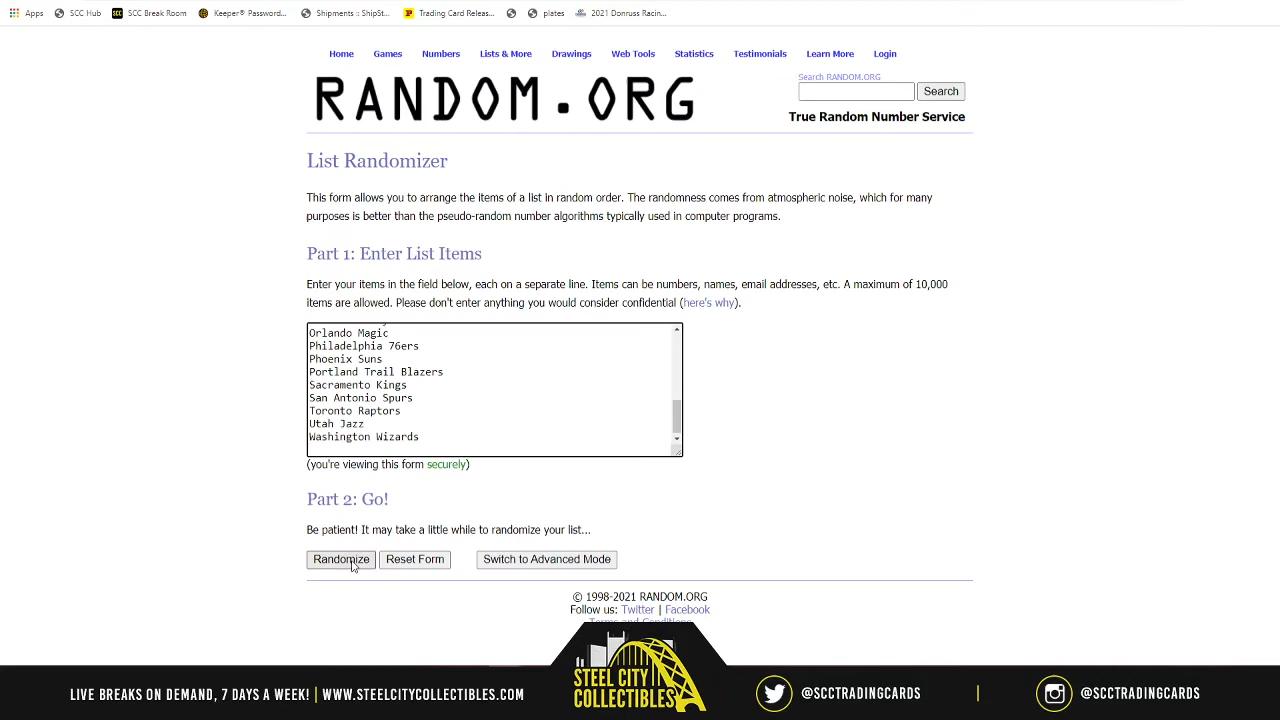 Apps SCC Hub SCC Break Room Keeper® Password... Shipments :: ShipSt... Trading Card Releas... plates 2021 Donruss Racin...
Home Games Numbers Lists & More Drawings Web Tools Statistics Testimonials Learn More Login
RANDOM.ORG
Search RANDOM.ORG
Search
True Random Number Service
List Randomizer
This form allows you to arrange the items of a list in random order. The randomness comes from atmospheric noise, which for many
purposes is better than the pseudo-random number algorithms typically used in computer programs.
Part 1: Enter List Items
Enter your items in the field below, each on a separate line. Items can be numbers, names, email addresses, etc. A maximum of 10,000
items are allowed. Please don't enter anything you would consider confidential (here's why).
Orlando Magic
Philadelphia 76ers
Phoenix Suns
Portland Trail Blazers
Sacramento Kings
San Antonio Spurs
Toronto Raptors
Utah Jazz
Washington Wizards
(you're viewing this form securely)
Part 2: Go!
Be patient! It may take a little while to randomize your list...
Randomize Reset Form Switch to Advanced Mode
© 1998-2021 RANDOM.ORG
Follow us: Twitter | Facebook
Terms and Conditions
STEEL CITY
COLLECTIBLES
LIVE BREAKS ON DEMAND, 7 DAYS A WEEK! | WWW.STEELCITYCOLLECTIBLES.COM
@SCCTRADINGCARDS | @SCCTRADINGCARDS